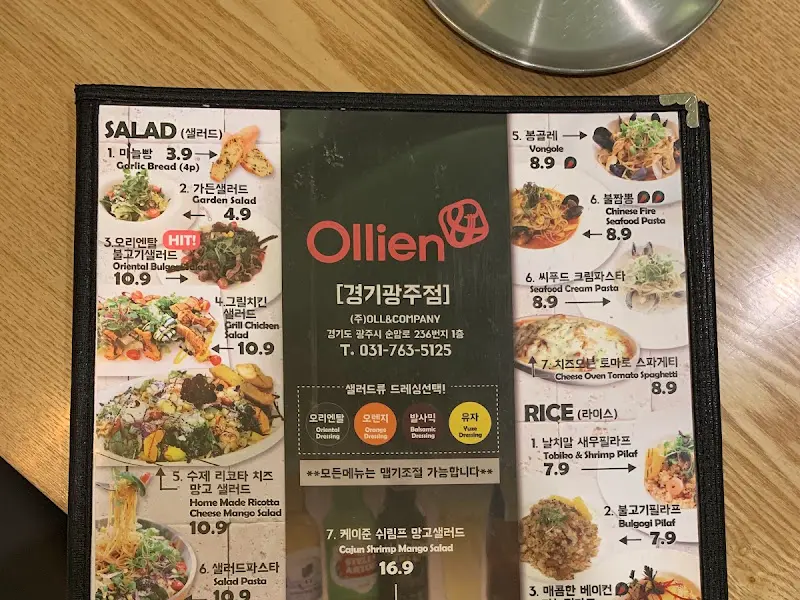 SALAD (샐러드)
1. 마늘빵 3.9
Garlic Bread (4p)
2. 가든샐러드
Garden Salad
4.9
3. 오리엔탈 HIT!
불고기샐러드
Oriental Bulgogi Salad
10.9
4. 그릴치킨
샐러드
Grill Chicken
Salad
10.9
5. 수제 리코타 치즈
망고 샐러드
Home Made Ricotta
Cheese Mango Salad
10.9
6. 샐러드파스타
Salad Pasta
10.9
Ollien
[경기광주점]
(주)OLL&COMPANY
경기도 광주시 순암로 236번지 1층
T. 031-763-5125
샐러드류 드레싱선택!
오리엔탈
Oriental
Dressing
오렌지
Orange
Dressing
발사믹
Balsamic
Dressing
유자
Yuza
Dressing
**모든메뉴는 맵기조절 가능합니다**
7. 케이준 쉬림프 망고샐러드
Cajun Shrimp Mango Salad
16.9
5. 봉골레
Vongole
8.9
6. 불짬뽕
Chinese Fire
Seafood Pasta
8.9
6. 씨푸드 크림파스타
Seafood Cream Pasta
8.9
7. 치즈오븐 토마토 스파게티
Cheese Oven Tomato Spaghetti
8.9
RICE (라이스)
1. 날치알 새우필라프
Tobiko & Shrimp Pilaf
7.9
2. 불고기필라프
Bulgogi Pilaf
7.9
3. 매콤한 베이컨